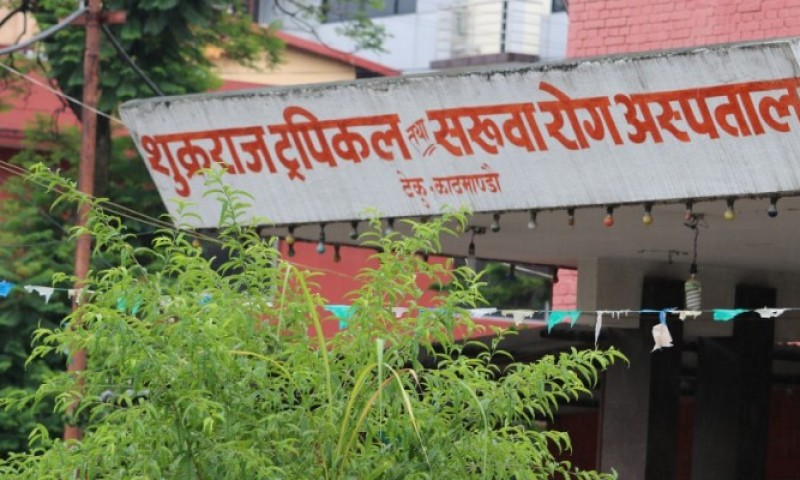 शुक्रराज ट्रपिकल तथा सरूवा रोग अस्पताल
टेकु - काठमाण्डौ